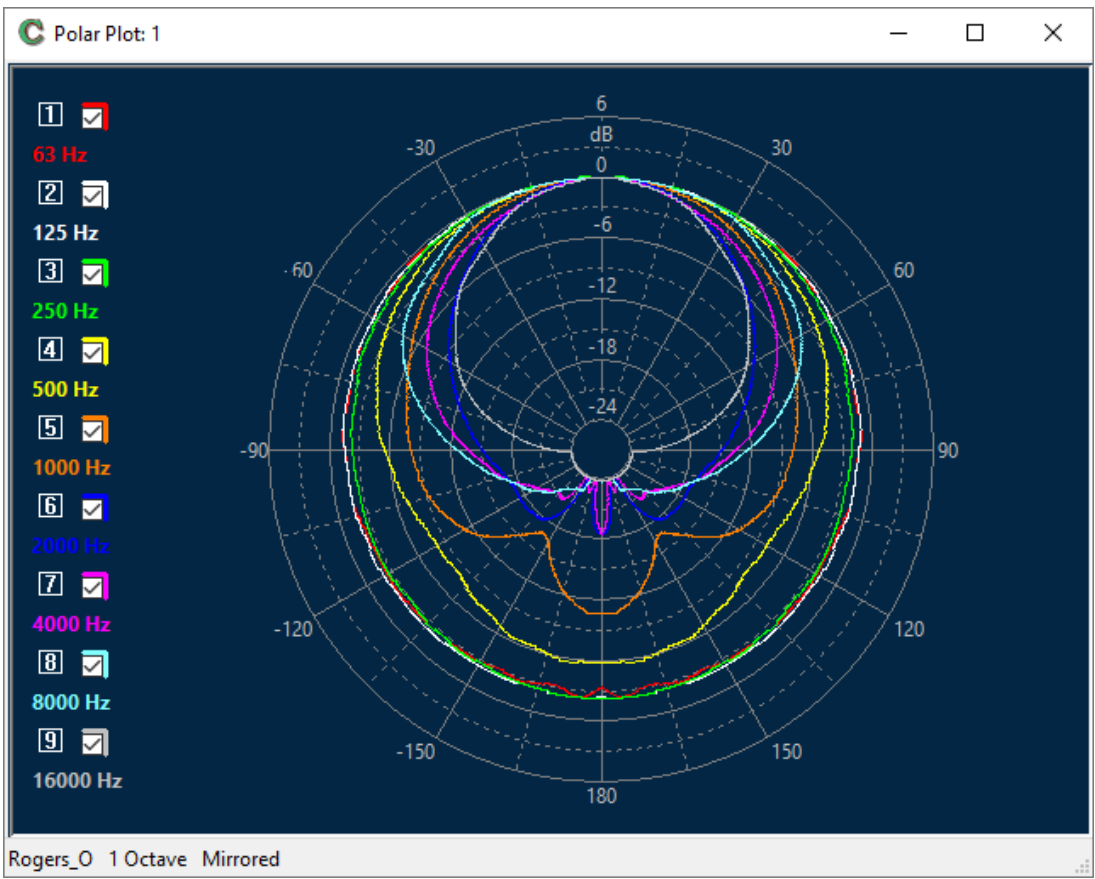 Polar Plot: 1
1
63 Hz
2
125 Hz
3
250 Hz
4
500 Hz
5
1000 Hz
6
2000 Hz
7
4000 Hz
8
8000 Hz
9
16000 Hz
6
dB
0
-6
-12
-18
-24
-30
30
-60
60
-90
90
-120
120
-150
150
180
Rogers_O 1 Octave Mirrored